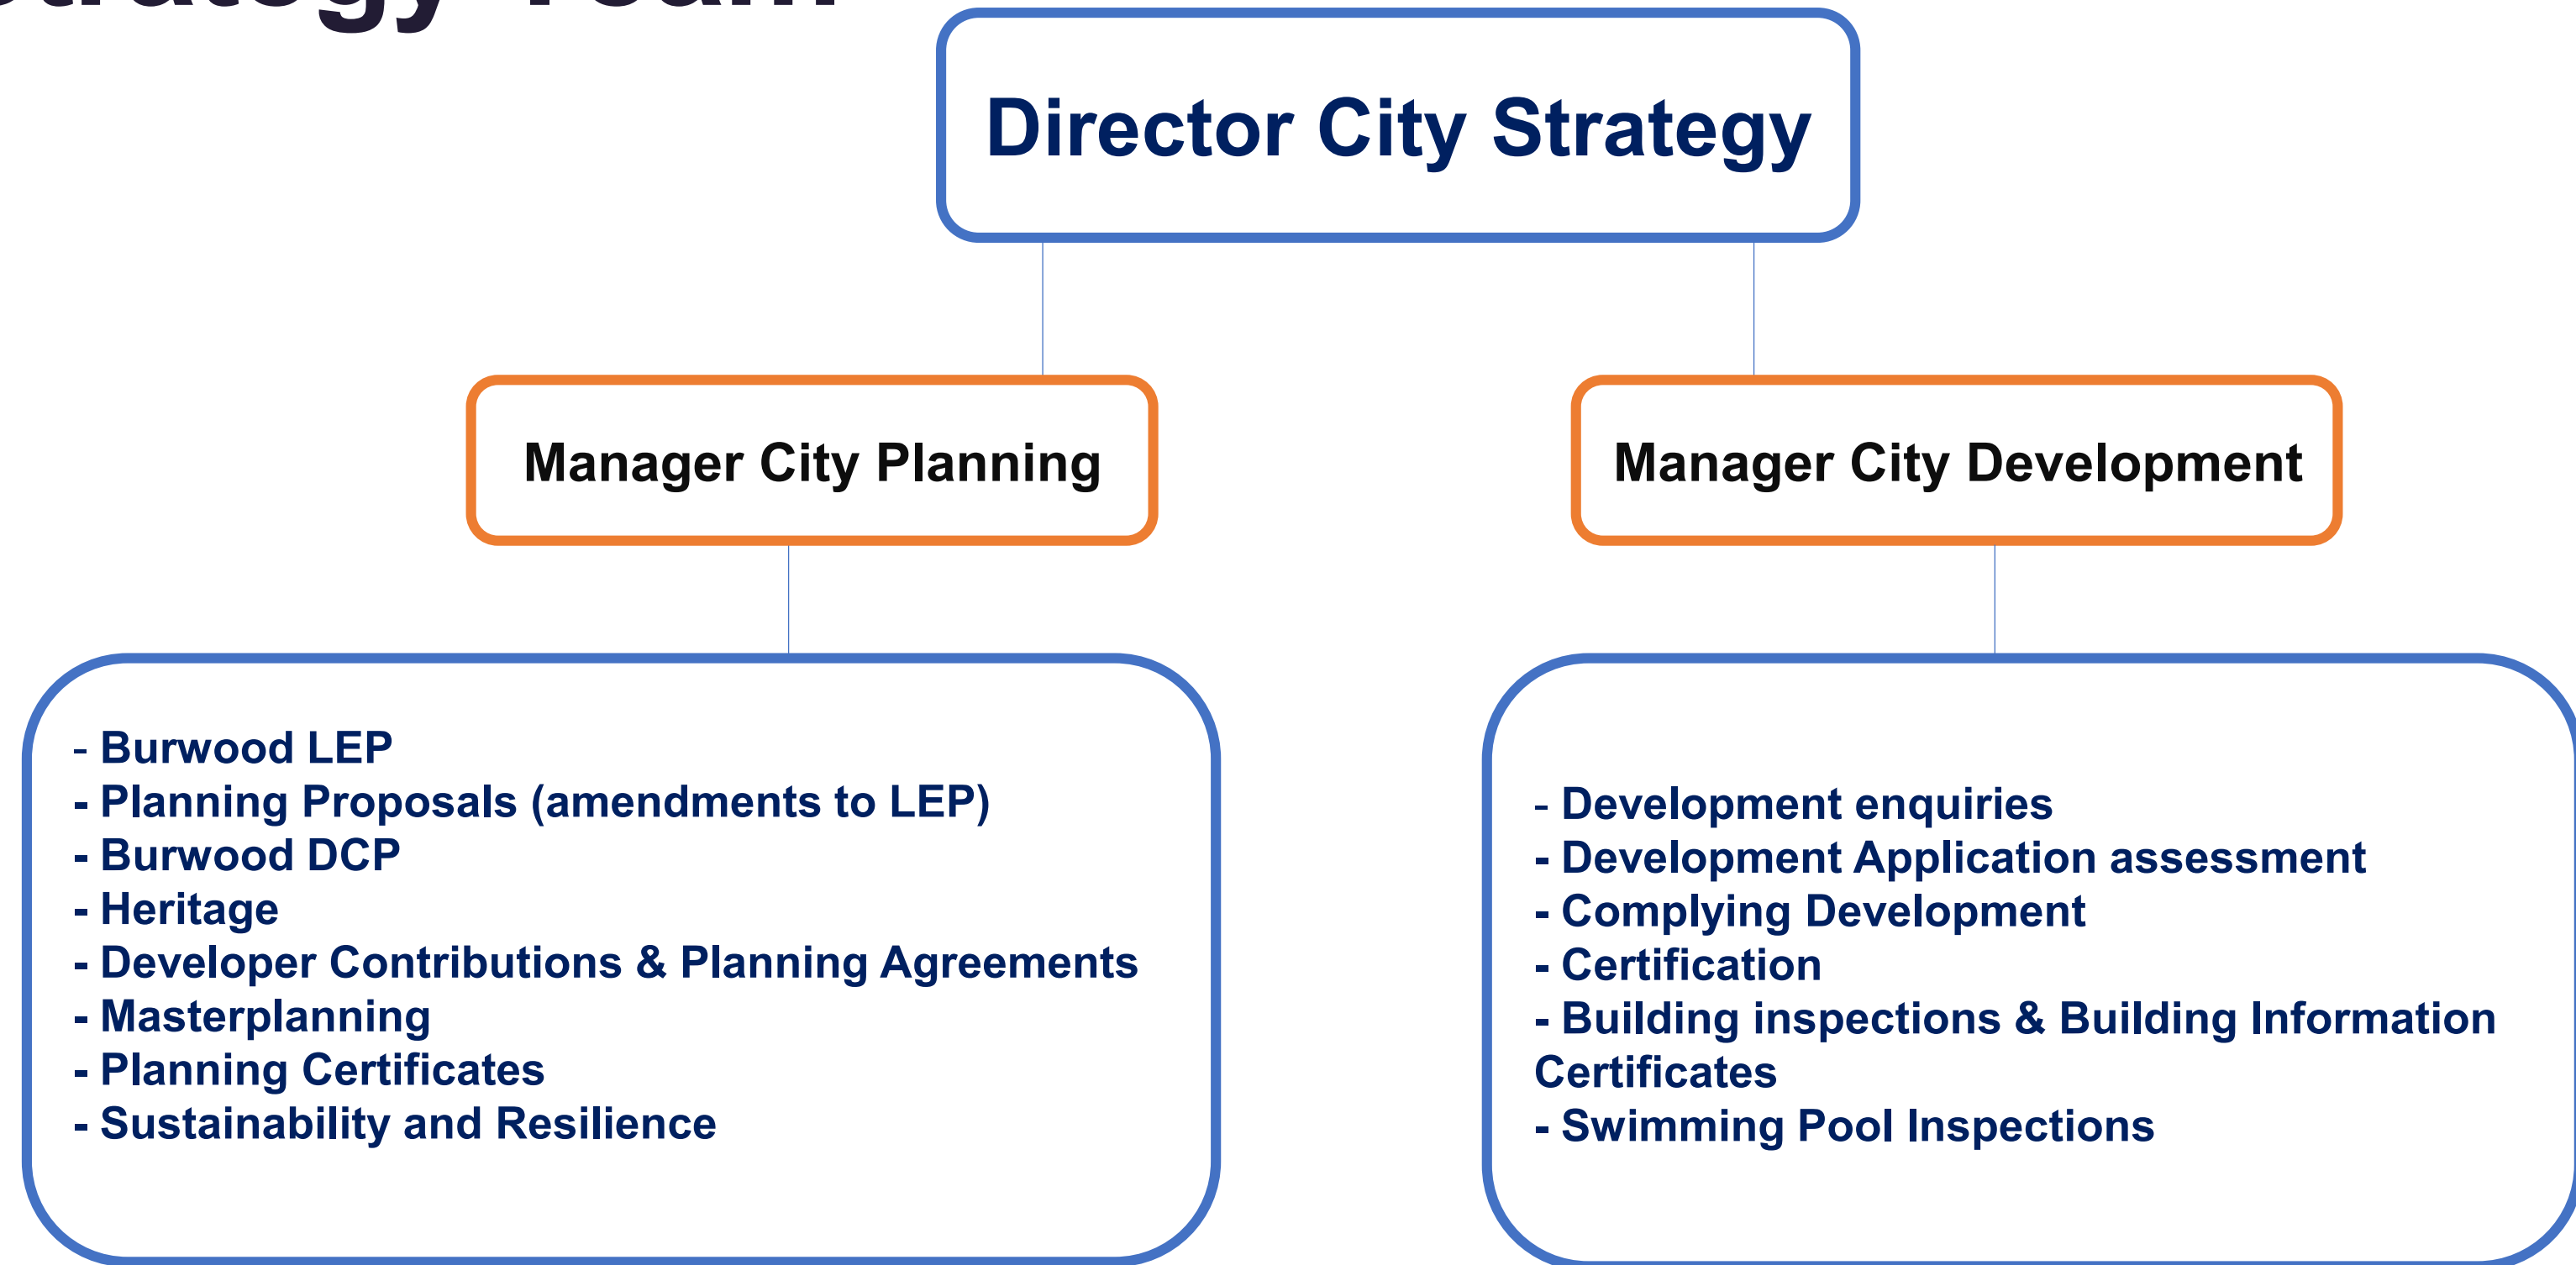 Strategy Team
Director City Strategy
Manager City Planning
Manager City Development
- Burwood LEP
- Planning Proposals (amendments to LEP)
- Burwood DCP
- Heritage
- Developer Contributions & Planning Agreements
- Masterplanning
- Planning Certificates
- Sustainability and Resilience
- Development enquiries
- Development Application assessment
- Complying Development
- Certification
- Building inspections & Building Information
Certificates
- Swimming Pool Inspections